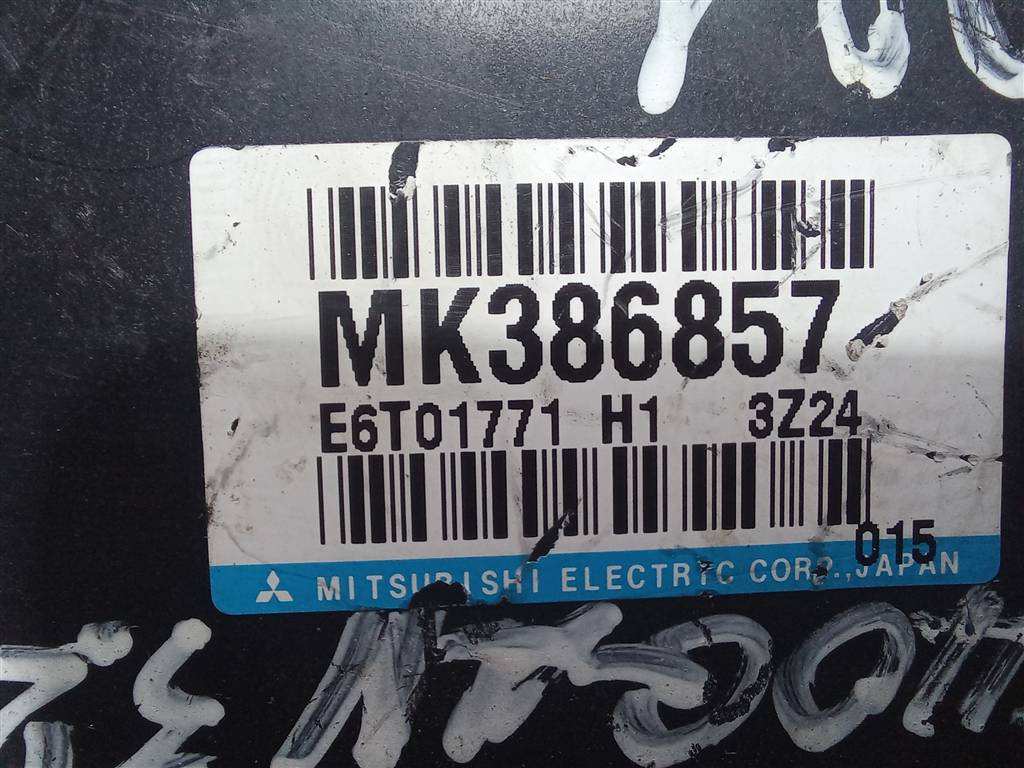 MK386857
E6T01771 H1 3Z24
015
MITSUBISHI ELECTRIC CORP., JAPAN